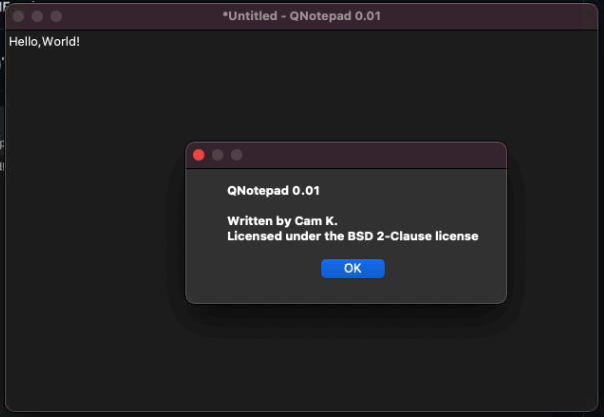 *Untitled - QNotepad 0.01
Hello,World!
QNotepad 0.01
Written by Cam K.
Licensed under the BSD 2-Clause license
OK